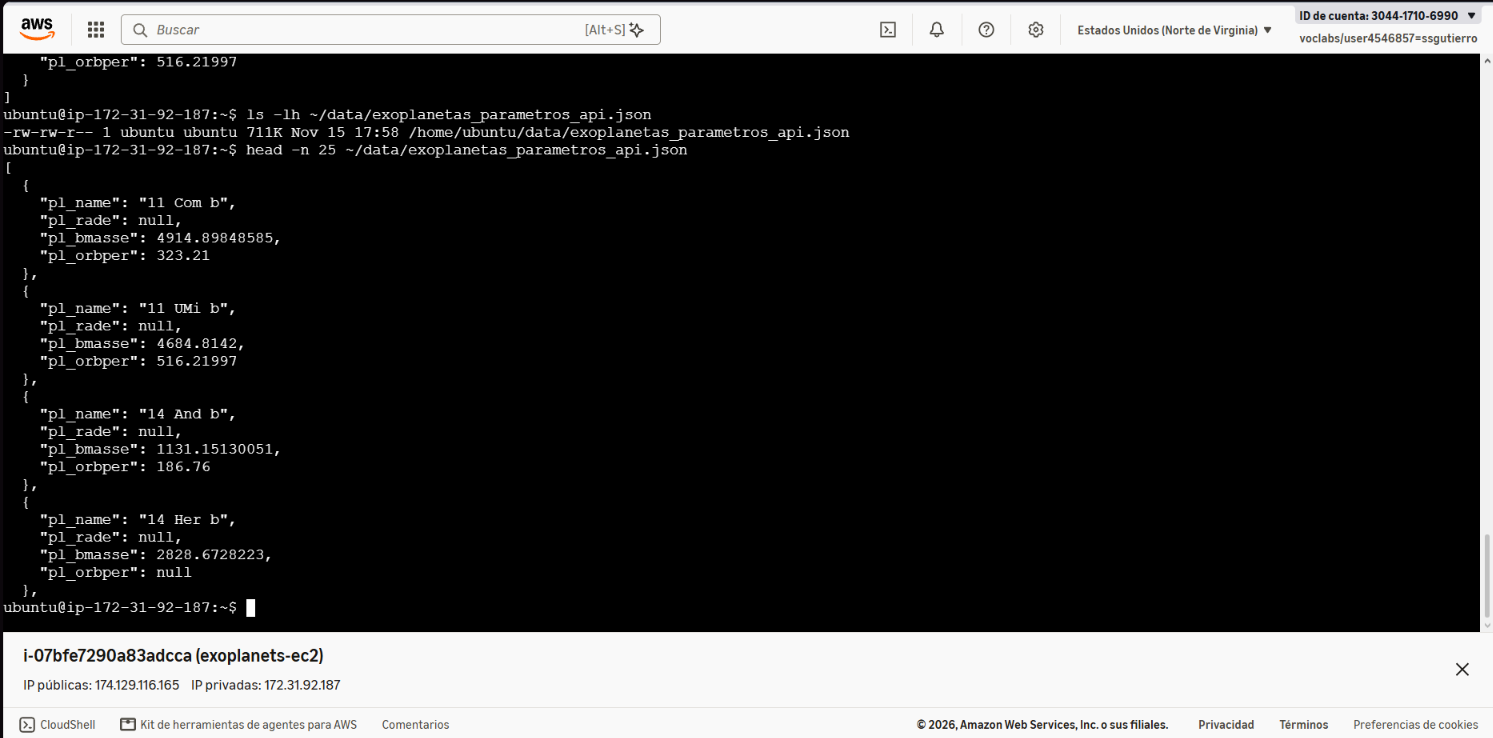 aws
Buscar [Alt+S]
Estados Unidos (Norte de Virginia) ▼
ID de cuenta: 3044-1710-6990 ▼
voclabs/user4546857=ssgutierro
"pl_orbper": 516.21997
}
]
ubuntu@ip-172-31-92-187:~$ ls -lh ~/data/exoplanetas_parametros_api.json
-rw-rw-r-- 1 ubuntu ubuntu 711K Nov 15 17:58 /home/ubuntu/data/exoplanetas_parametros_api.json
ubuntu@ip-172-31-92-187:~$ head -n 25 ~/data/exoplanetas_parametros_api.json
[
{
"pl_name": "11 Com b",
"pl_rade": null,
"pl_bmasse": 4914.89848585,
"pl_orbper": 323.21
},
{
"pl_name": "11 UMi b",
"pl_rade": null,
"pl_bmasse": 4684.8142,
"pl_orbper": 516.21997
},
{
"pl_name": "14 And b",
"pl_rade": null,
"pl_bmasse": 1131.15130051,
"pl_orbper": 186.76
},
{
"pl_name": "14 Her b",
"pl_rade": null,
"pl_bmasse": 2828.6728223,
"pl_orbper": null
},
ubuntu@ip-172-31-92-187:~$
i-07bfe7290a83adcca (exoplanets-ec2)
IP públicas: 174.129.116.165 IP privadas: 172.31.92.187
CloudShell Kit de herramientas de agentes para AWS Comentarios © 2026, Amazon Web Services, Inc. o sus filiales. Privacidad Términos Preferencias de cookies